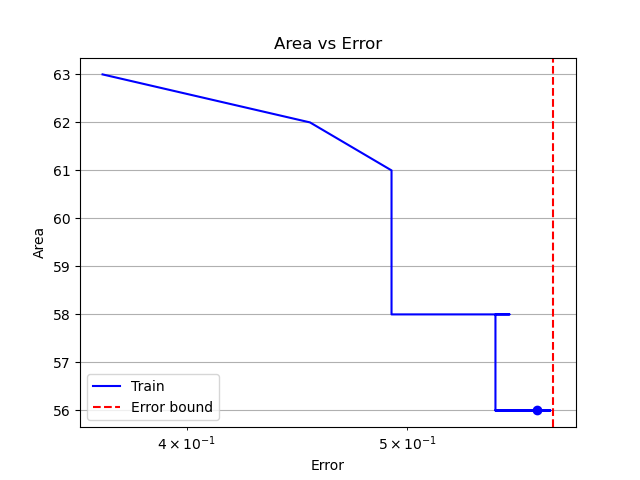 Area vs Error
63
62
61
60
59
58
57
56
Area
Train
Error bound
4 × 10⁻¹
5 × 10⁻¹
Error